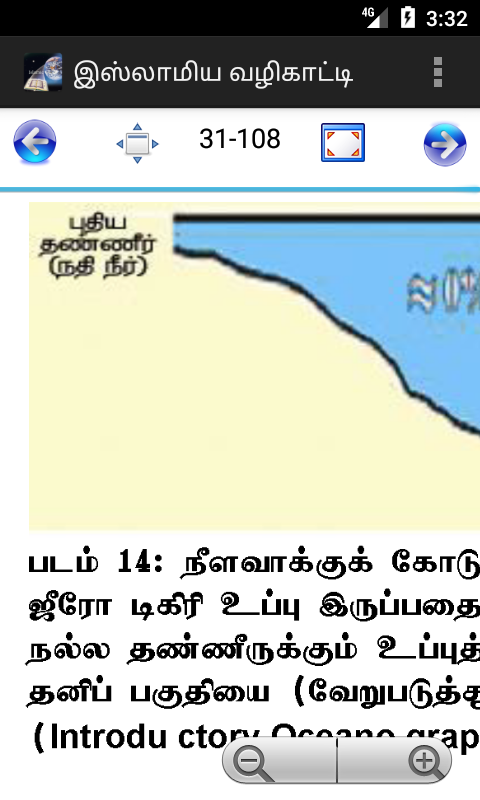 4G 3:32
இஸ்லாமிய வழிகாட்டி
31-108
புதிய
தண்ணீர்
(நதி நீர்)
≈0%
படம் 14: நீளவாக்குக் கோடு
ஜீரோ டிகிரி உப்பு இருப்பதை
நல்ல தண்ணீருக்கும் உப்புத்
தனிப் பகுதியை (வேறுபடுத்து
(Introdu ctory Oceano grap